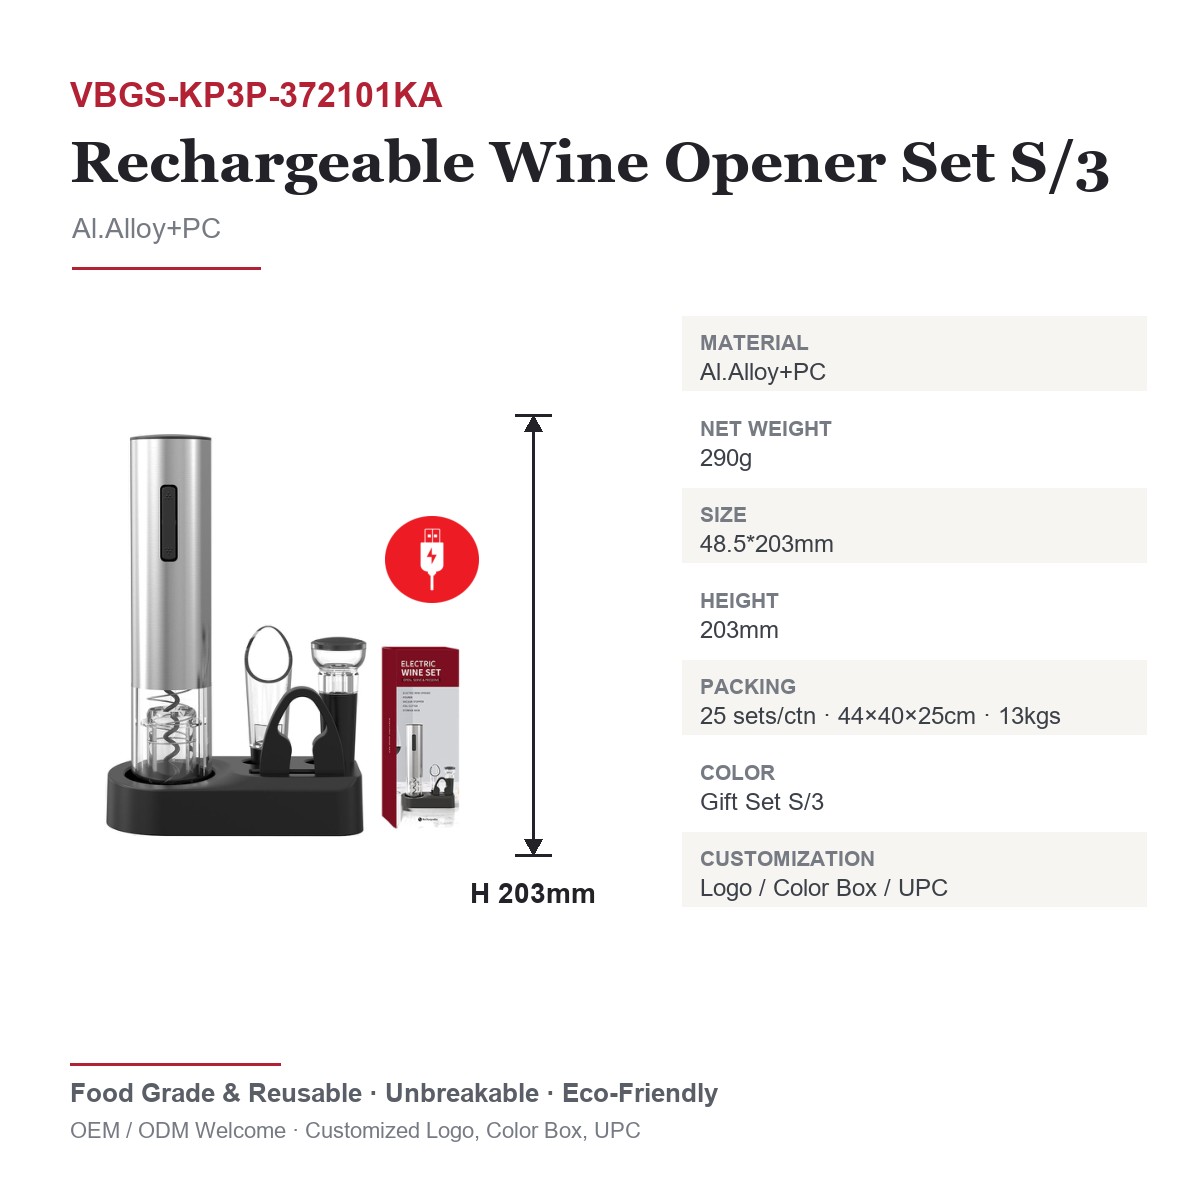 VBGS-KP3P-372101KA
Rechargeable Wine Opener Set S/3
Al.Alloy+PC
MATERIAL
Al.Alloy+PC
NET WEIGHT
290g
SIZE
48.5*203mm
HEIGHT
203mm
PACKING
25 sets/ctn · 44×40×25cm · 13kgs
COLOR
Gift Set S/3
CUSTOMIZATION
Logo / Color Box / UPC
ELECTRIC
WINE SET
H 203mm
Food Grade & Reusable · Unbreakable · Eco-Friendly
OEM / ODM Welcome · Customized Logo, Color Box, UPC